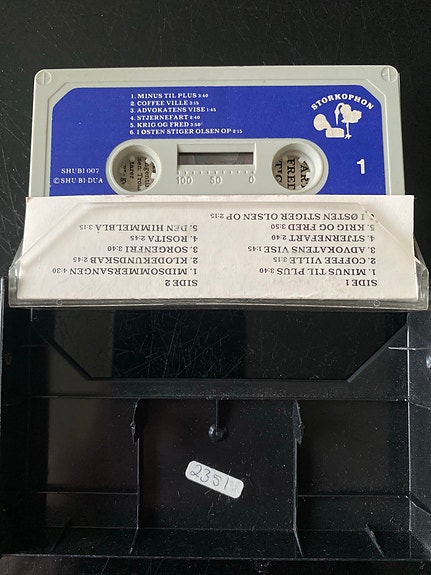 1. MINUS TIL PLUS 3:40
2. COFFEE VILLE 3:15
3. ADVOKATENS VISE 1:45
4. STJERNEFART 2:40
5. KRIG OG FRED 3:50
6. I ØSTEN STIGER OLSEN OP 2:15
STORKOPHON
SHUBI 007
© SHU BI DUA
100 50 0
1
SIDE 1
1. MINUS TIL PLUS 3:40
2. COFFEE VILLE 3:15
3. ADVOKATENS VISE 1:45
4. STJERNEFART 2:40
5. KRIG OG FRED 3:50
I ØSTEN STIGER OLSEN OP 2:15
SIDE 2
1. MIDSOMMERSANGEN 4:30
2. KLODEKUNDSKAB 2:45
3. SORGENFRI 3:40
4. ROSITA 2:45
5. DEN HIMMELBLÅ 3:15
2351